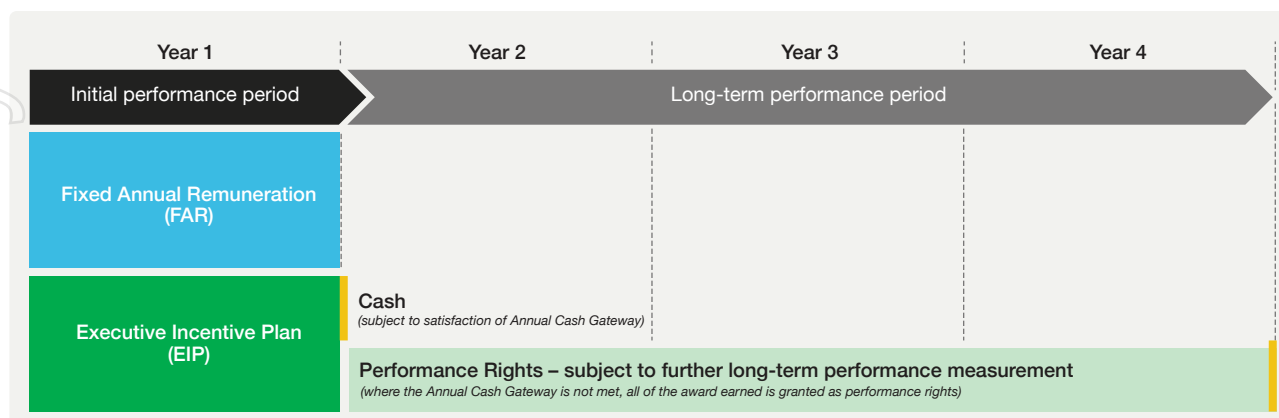 Year 1
Year 2
Year 3
Year 4
Initial performance period
Long-term performance period
Fixed Annual Remuneration
(FAR)
Executive Incentive Plan
(EIP)
Cash
(subject to satisfaction of Annual Cash Gateway)
Performance Rights – subject to further long-term performance measurement
(where the Annual Cash Gateway is not met, all of the award earned is granted as performance rights)